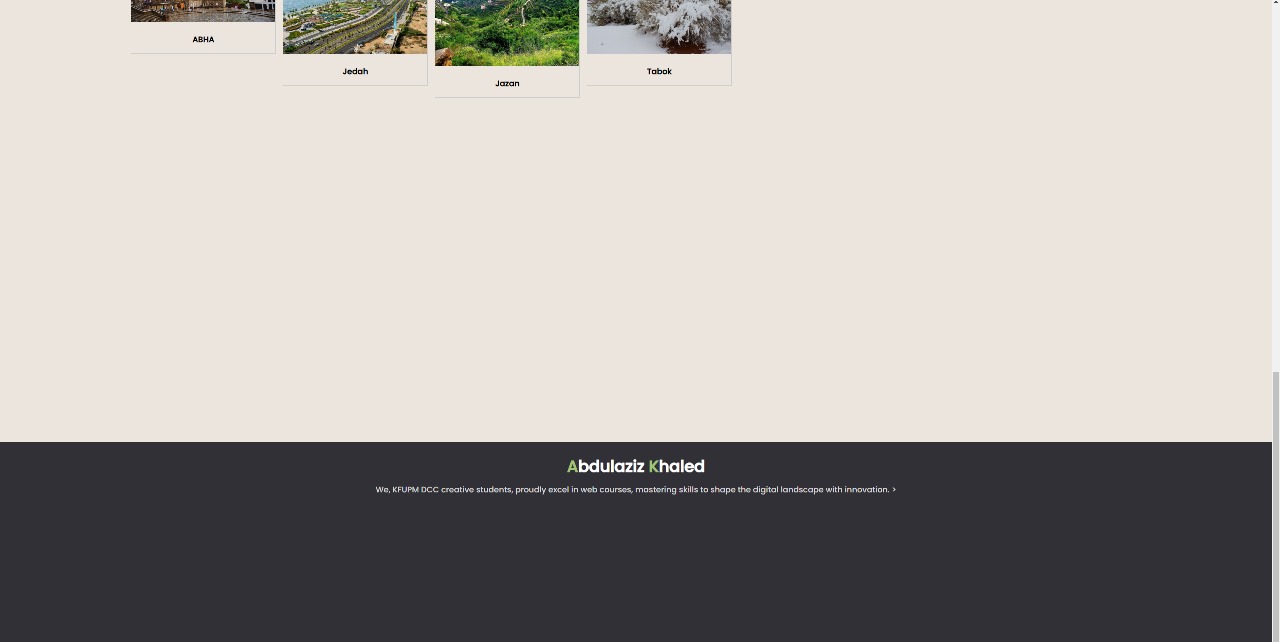 ABHA
Jedah
Jazan
Tabok
Abdulaziz Khaled
We, KFUPM DCC creative students, proudly excel in web courses, mastering skills to shape the digital landscape with innovation. >